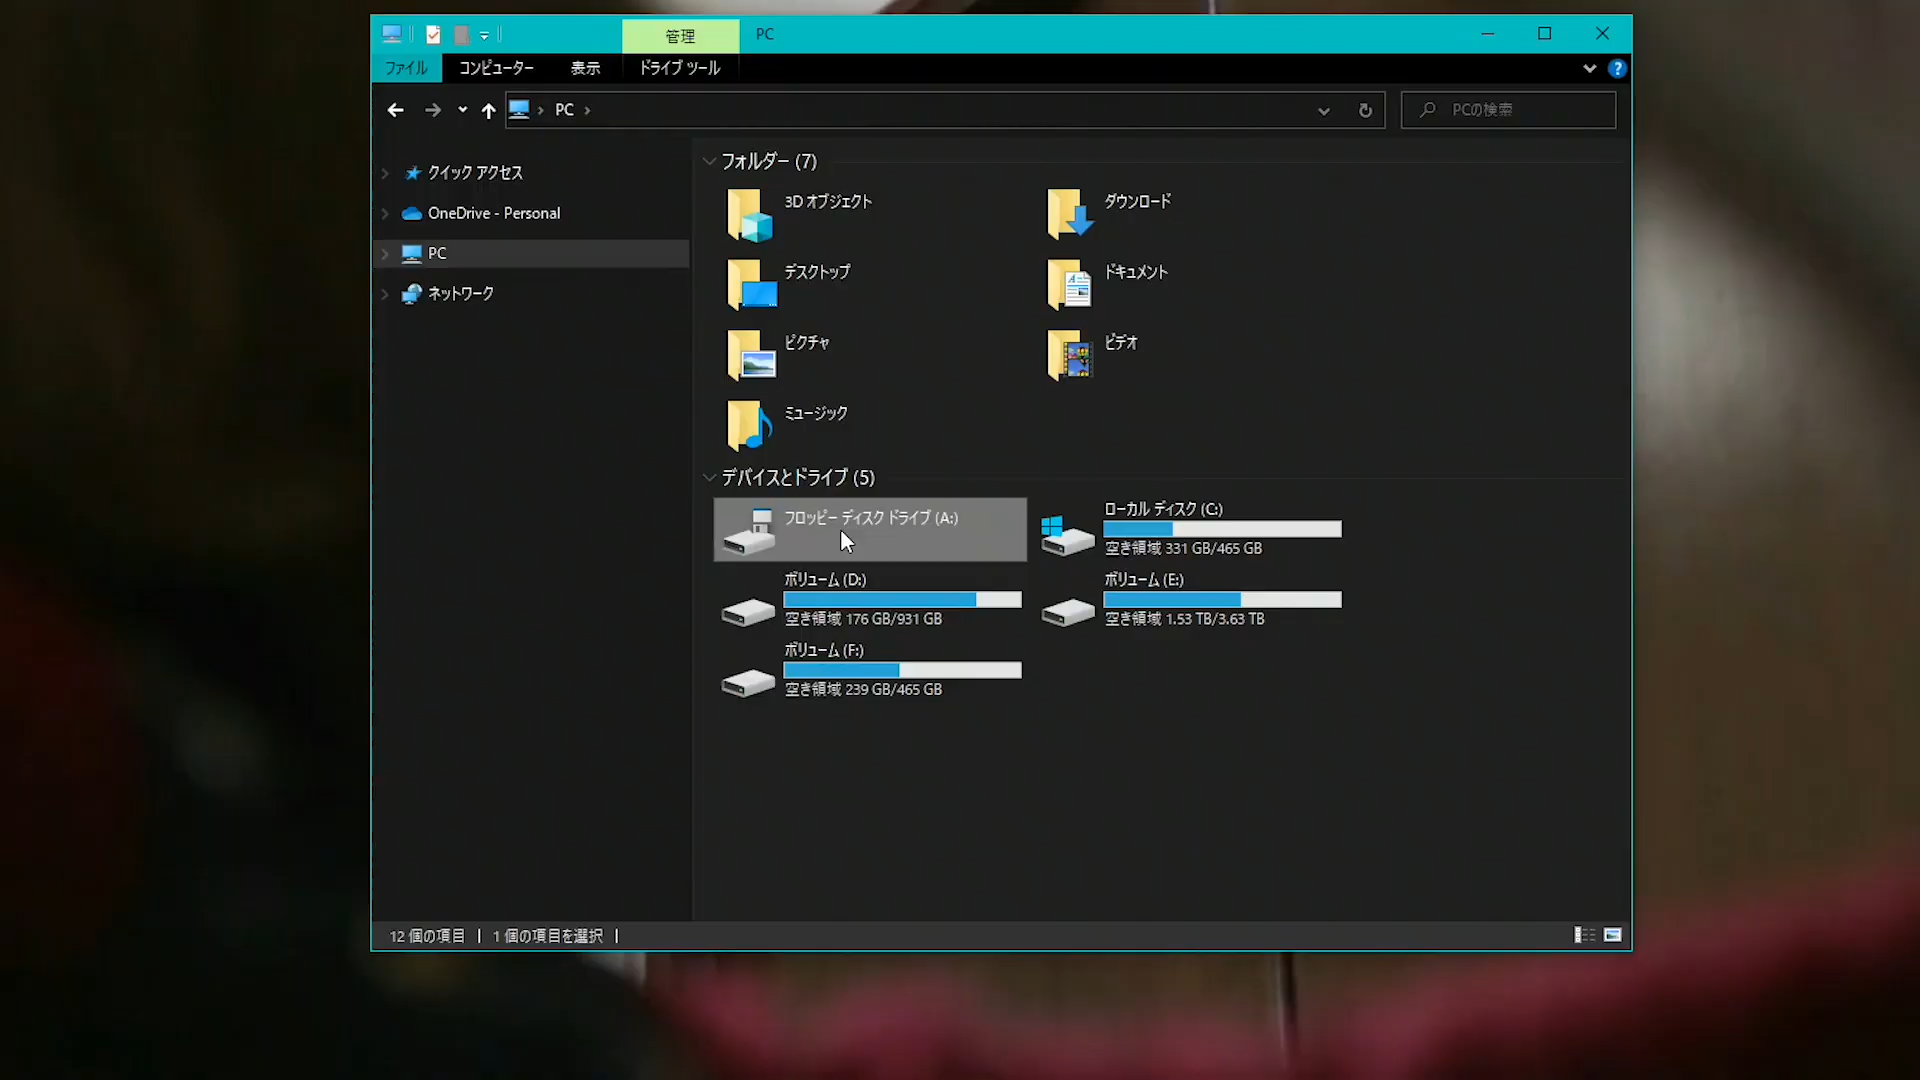 管理
PC
ファイル
コンピューター
表示
ドライブ ツール
?
PC
PCの検索
クイック アクセス
OneDrive - Personal
PC
ネットワーク
フォルダー (7)
3D オブジェクト
ダウンロード
デスクトップ
ドキュメント
ピクチャ
ビデオ
ミュージック
デバイスとドライブ (5)
フロッピー ディスク ドライブ (A:)
ローカル ディスク (C:)
空き領域 331 GB/465 GB
ボリューム (D:)
空き領域 176 GB/931 GB
ボリューム (E:)
空き領域 1.53 TB/3.63 TB
ボリューム (F:)
空き領域 239 GB/465 GB
12 個の項目
1 個の項目を選択